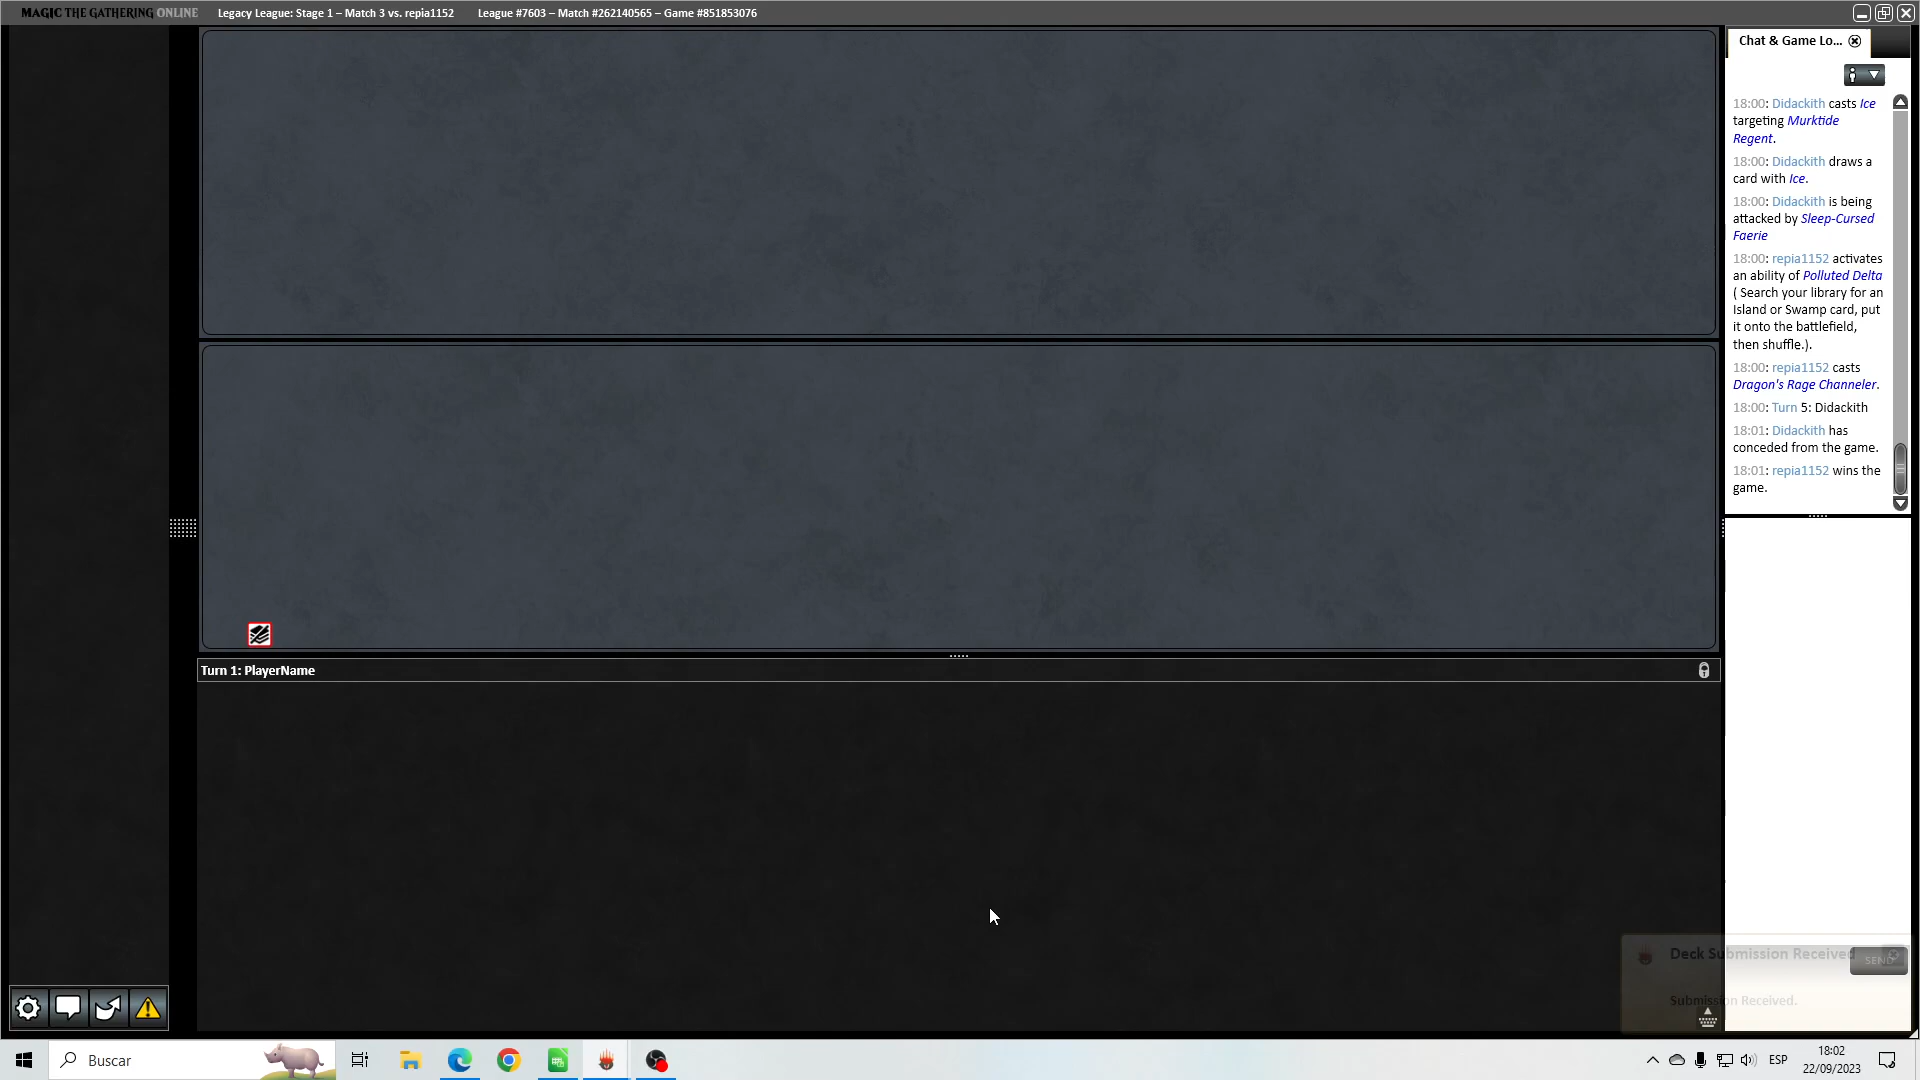 MAGIC THE GATHERING ONLINE Legacy League: Stage 1 – Match 3 vs. repia1152 League #7603 – Match #262140565 – Game #851853076
Chat & Game Lo...
18:00: Didackith casts Ice
targeting Murktide
Regent.
18:00: Didackith draws a
card with Ice.
18:00: Didackith is being
attacked by Sleep-Cursed
Faerie
18:00: repia1152 activates
an ability of Polluted Delta
( Search your library for an
Island or Swamp card, put
it onto the battlefield,
then shuffle.).
18:00: repia1152 casts
Dragon's Rage Channeler.
18:00: Turn 5: Didackith
18:01: Didackith has
conceded from the game.
18:01: repia1152 wins the
game.
Turn 1: PlayerName
Deck Submission Received
SEND
Submission Received.
Buscar
ESP
18:02
22/09/2023